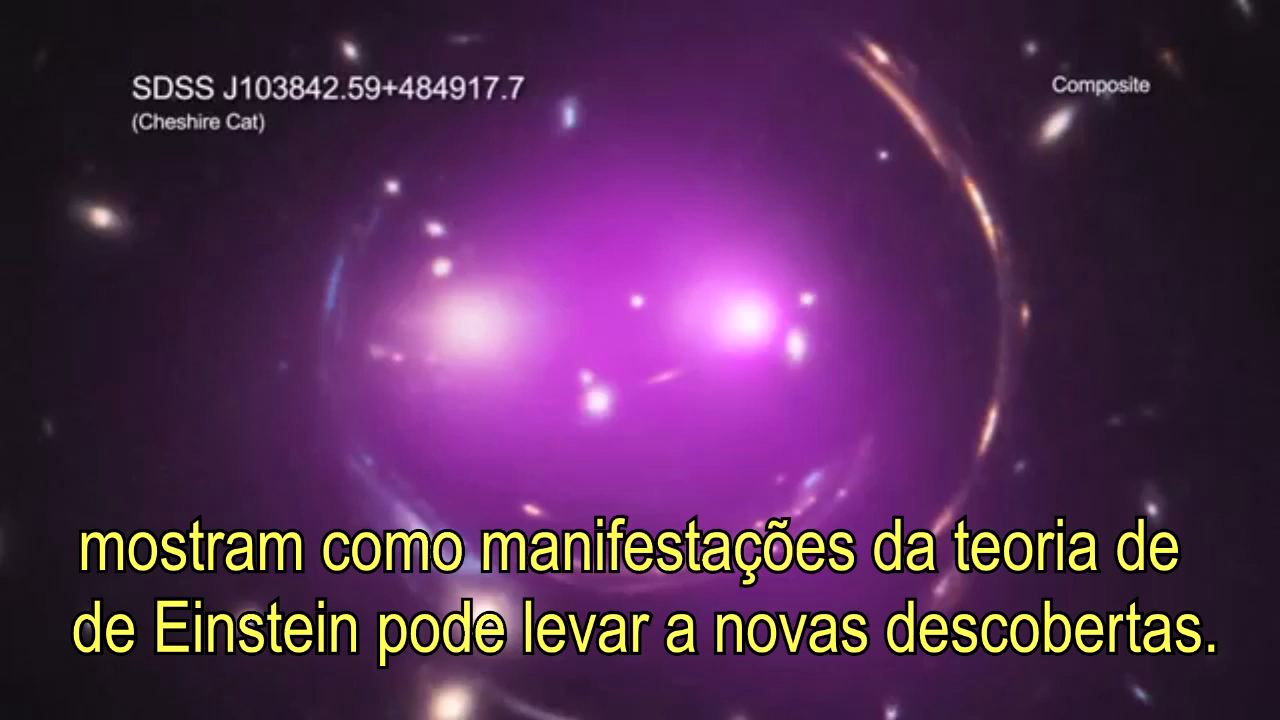 SDSS J103842.59+484917.7
(Cheshire Cat)
Composite
mostram como manifestações da teoria de
de Einstein pode levar a novas descobertas.